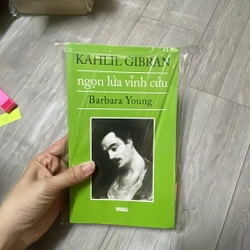 KAHLIL GIBRAN
ngọn lửa vĩnh cửu
Barbara Young